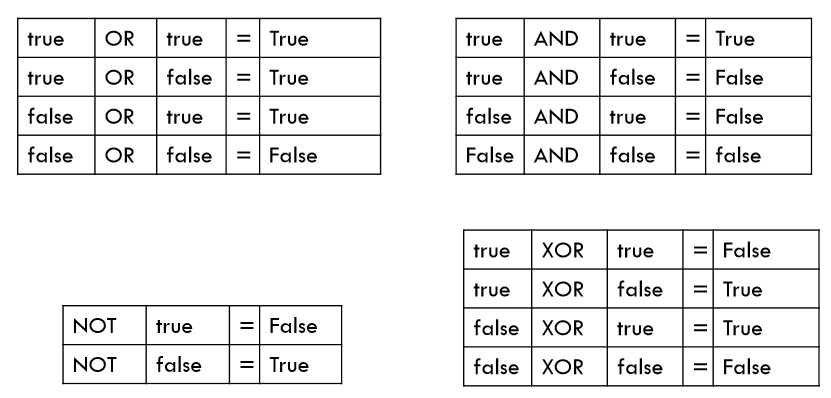 true OR true = True
true OR false = True
false OR true = True
false OR false = False
true AND true = True
true AND false = False
false AND true = False
False AND false = false
NOT true = False
NOT false = True
true XOR true = False
true XOR false = True
false XOR true = True
false XOR false = False